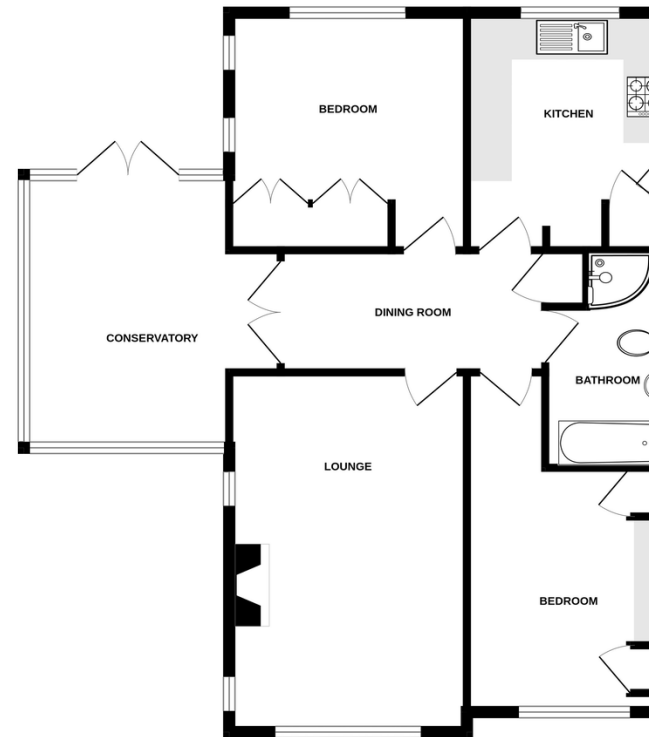 BEDROOM
KITCHEN
DINING ROOM
CONSERVATORY
BATHROOM
LOUNGE
BEDROOM